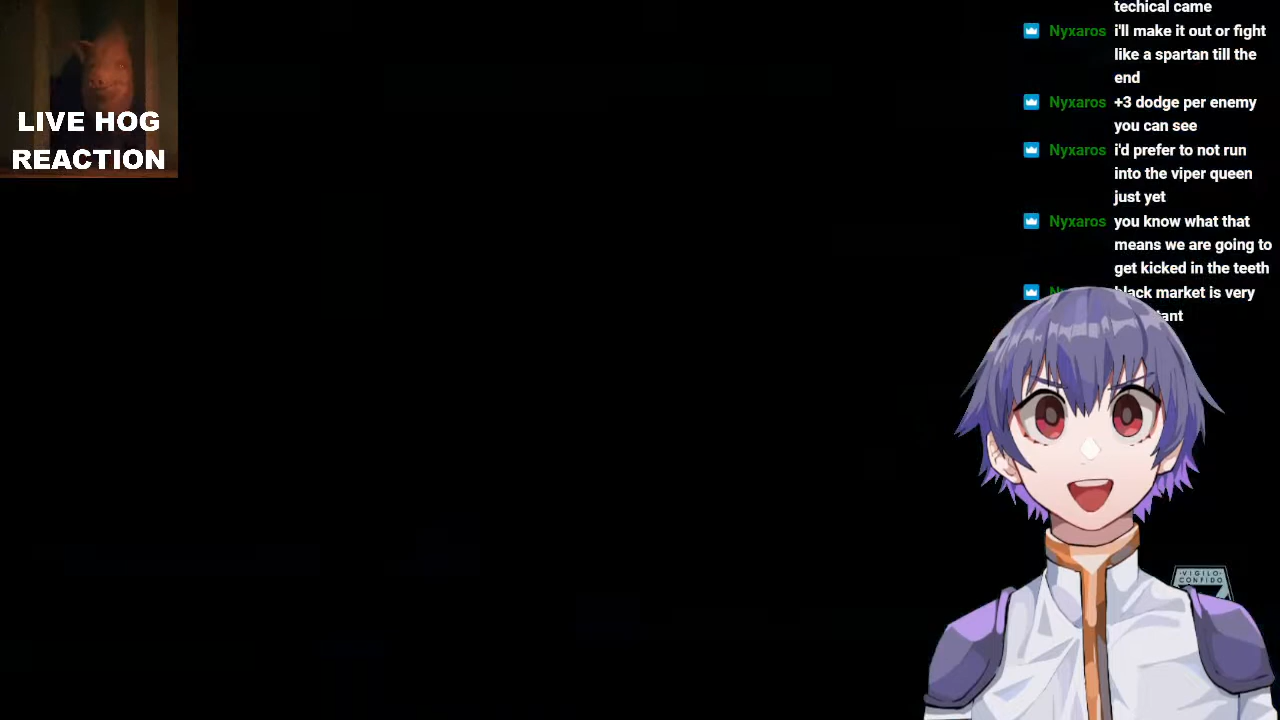 LIVE HOG
REACTION
techical came
Nyxaros i'll make it out or fight
like a spartan till the
end
Nyxaros +3 dodge per enemy
you can see
Nyxaros i'd prefer to not run
into the viper queen
just yet
Nyxaros you know what that
means we are going to
get kicked in the teeth
market is very
VIGILO
CONFIDO